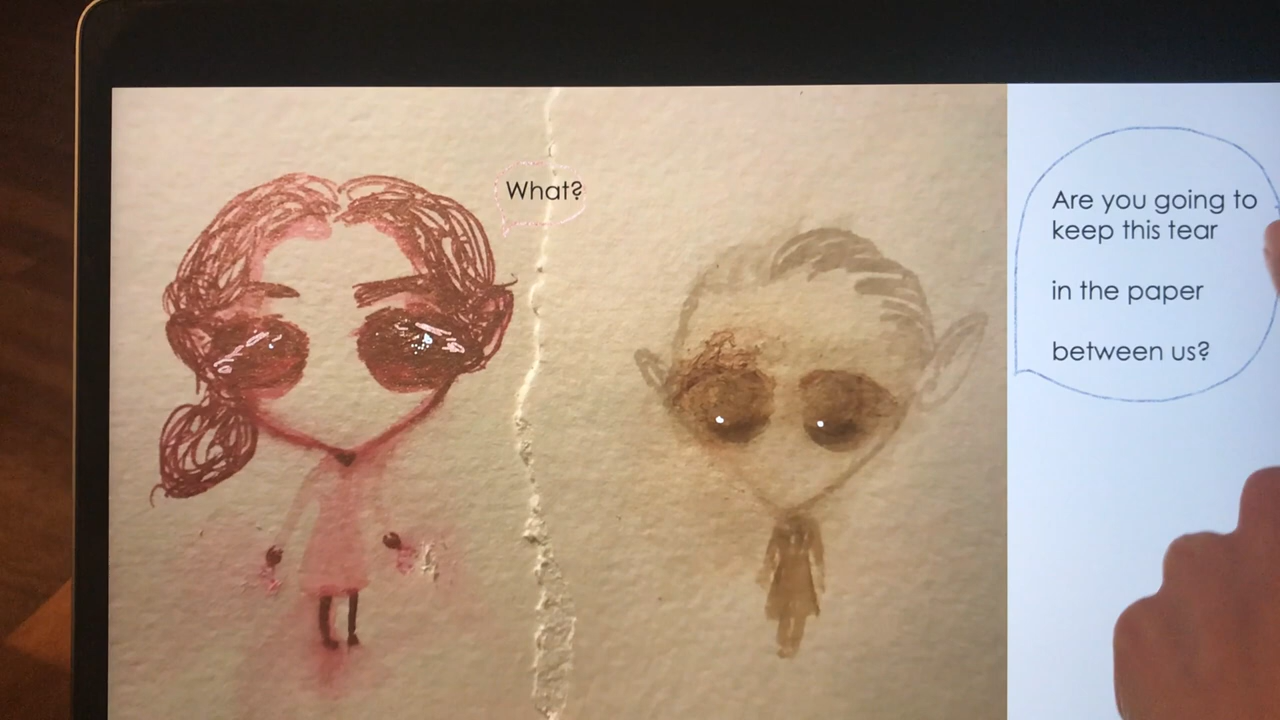 What?
Are you going to
keep this tear
in the paper
between us?